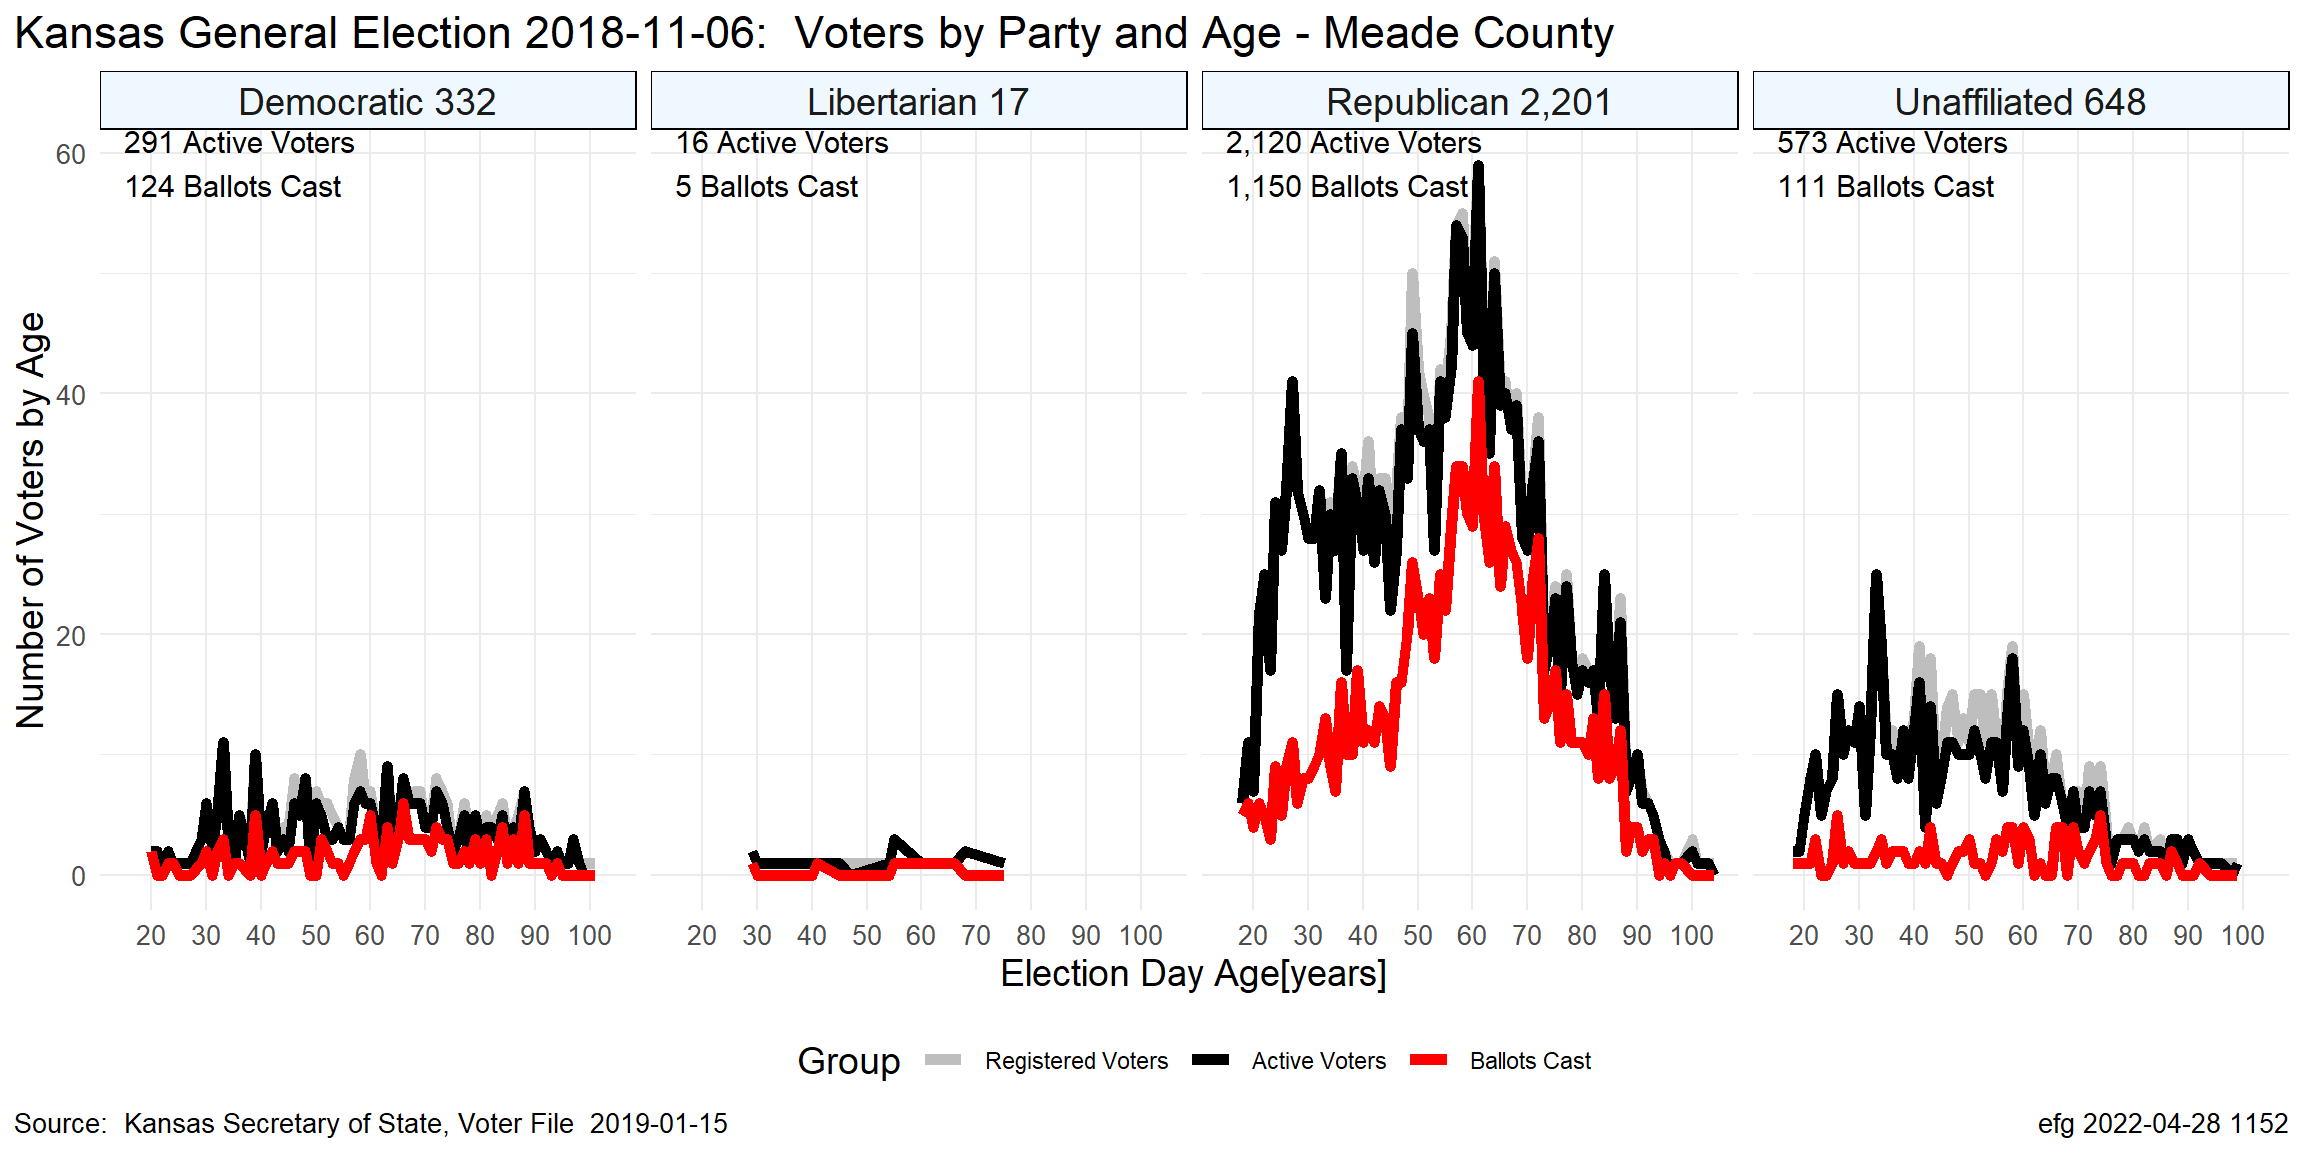 Kansas General Election 2018-11-06:  Voters by Party and Age - Meade County
Democratic 332
Libertarian 17
Republican 2,201
Unaffiliated 648
291 Active Voters
124 Ballots Cast
16 Active Voters
5 Ballots Cast
2,120 Active Voters
1,150 Ballots Cast
573 Active Voters
111 Ballots Cast
Number of Voters by Age
60
40
20
0
20 30 40 50 60 70 80 90 100
20 30 40 50 60 70 80 90 100
20 30 40 50 60 70 80 90 100
20 30 40 50 60 70 80 90 100
Election Day Age[years]
Group Registered Voters Active Voters Ballots Cast
Source:  Kansas Secretary of State, Voter File  2019-01-15
efg 2022-04-28 1152